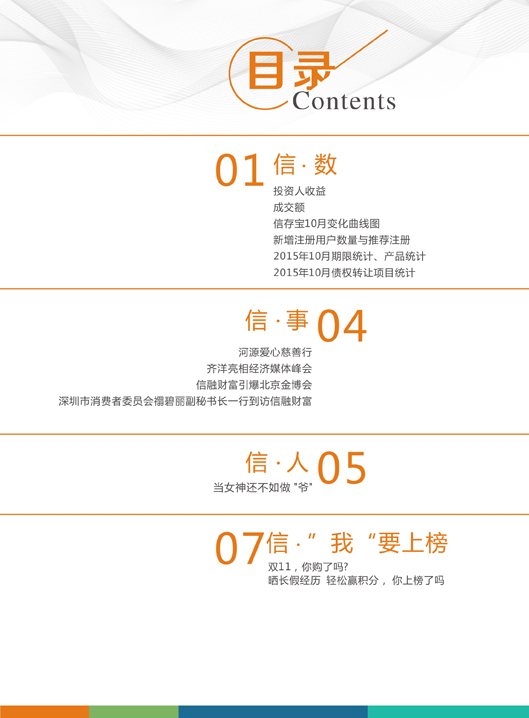 目录
Contents
01 信·数
投资人收益
成交额
信存宝10月变化曲线图
新增注册用户数量与推荐注册
2015年10月期限统计、产品统计
2015年10月债权转让项目统计
信·事 04
河源爱心慈善行
齐洋亮相经济媒体峰会
信融财富引爆北京金博会
深圳市消费者委员会禤碧丽副秘书长一行到访信融财富
信·人 05
当女神还不如做 "爷"
07 信·”我“要上榜
双11，你购了吗?
晒长假经历 轻松赢积分，你上榜了吗